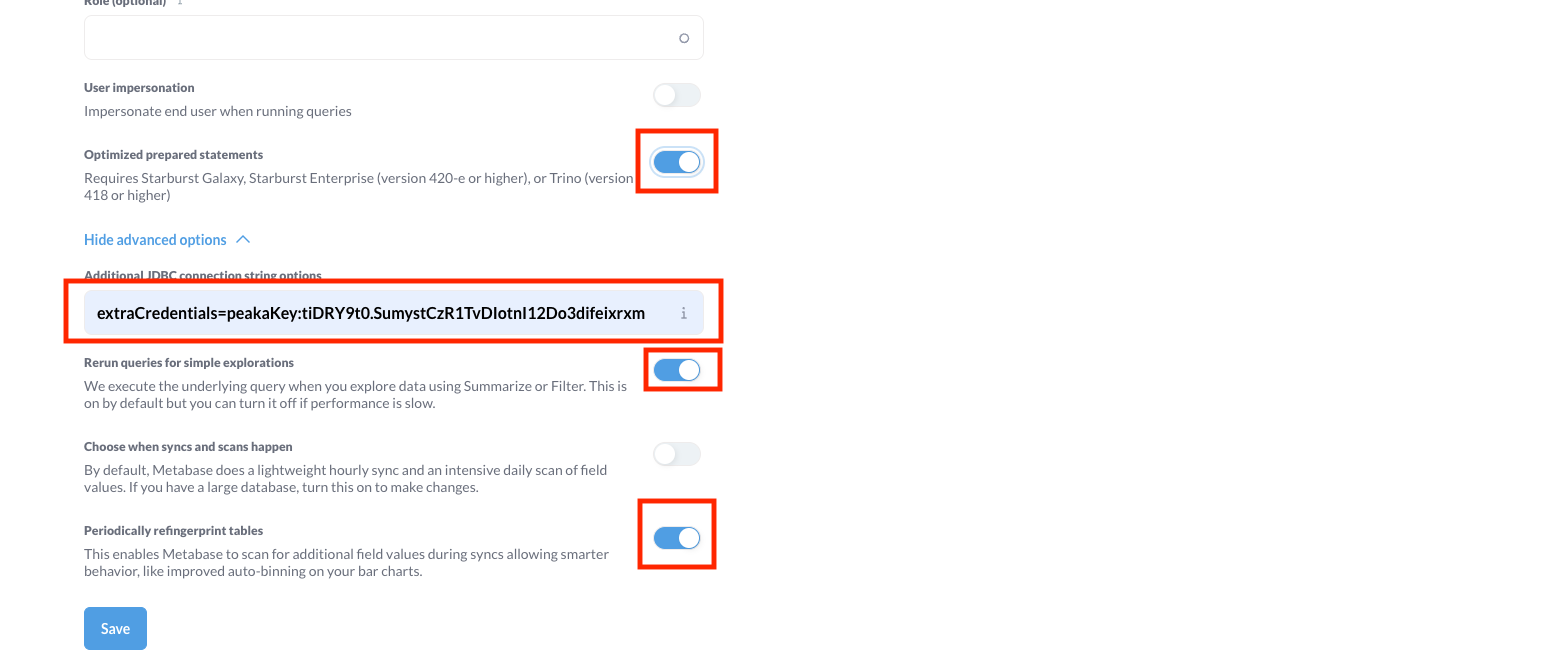 Role (optional) i
User impersonation
Impersonate end user when running queries
Optimized prepared statements
Requires Starburst Galaxy, Starburst Enterprise (version 420-e or higher), or Trino (version
418 or higher)
Hide advanced options
Additional JDBC connection string options
extraCredentials=peakaKey:tiDRY9t0.SumystCzR1TvDIotnI12Do3difeixrxm i
Rerun queries for simple explorations
We execute the underlying query when you explore data using Summarize or Filter. This is
on by default but you can turn it off if performance is slow.
Choose when syncs and scans happen
By default, Metabase does a lightweight hourly sync and an intensive daily scan of field
values. If you have a large database, turn this on to make changes.
Periodically refingerprint tables
This enables Metabase to scan for additional field values during syncs allowing smarter
behavior, like improved auto-binning on your bar charts.
Save